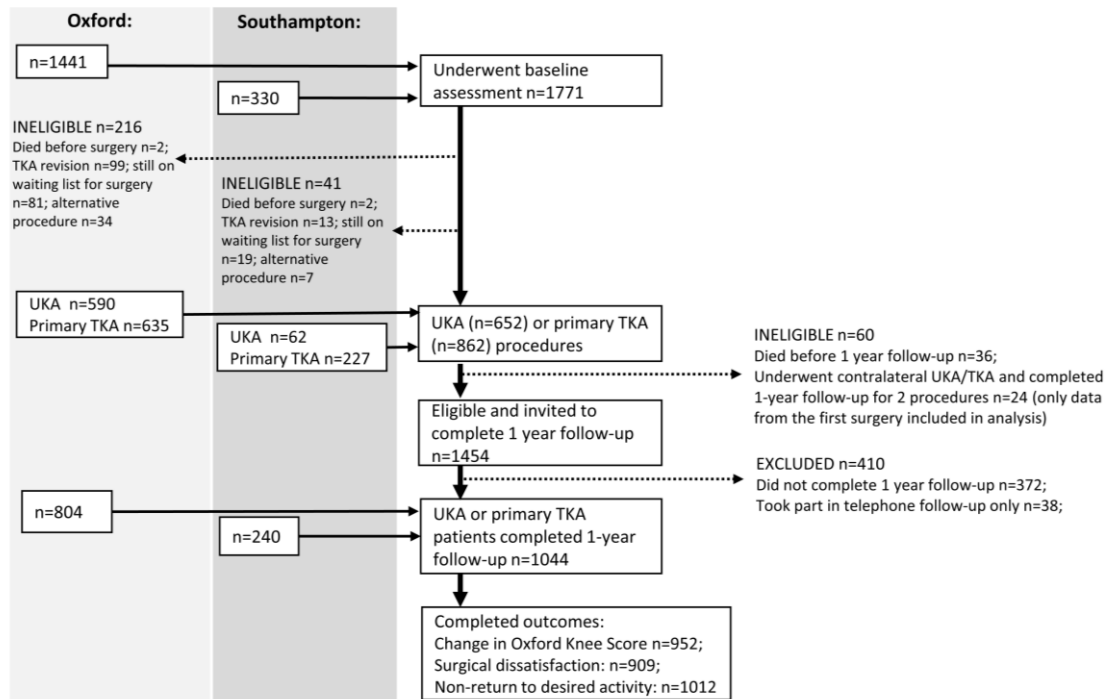 Oxford:
Southampton:
n=1441
n=330
Underwent baseline
assessment n=1771
INELIGIBLE n=216
Died before surgery n=2;
TKA revision n=99; still on
waiting list for surgery
n=81; alternative
procedure n=34
INELIGIBLE n=41
Died before surgery n=2;
TKA revision n=13; still on
waiting list for surgery
n=19; alternative
procedure n=7
UKA n=590
Primary TKA n=635
UKA n=62
Primary TKA n=227
UKA (n=652) or primary TKA
(n=862) procedures
INELIGIBLE n=60
Died before 1 year follow-up n=36;
Underwent contralateral UKA/TKA and completed
1-year follow-up for 2 procedures n=24 (only data
from the first surgery included in analysis)
Eligible and invited to
complete 1 year follow-up
n=1454
EXCLUDED n=410
Did not complete 1 year follow-up n=372;
Took part in telephone follow-up only n=38;
n=804
n=240
UKA or primary TKA
patients completed 1-year
follow-up n=1044
Completed outcomes:
Change in Oxford Knee Score n=952;
Surgical dissatisfaction: n=909;
Non-return to desired activity: n=1012